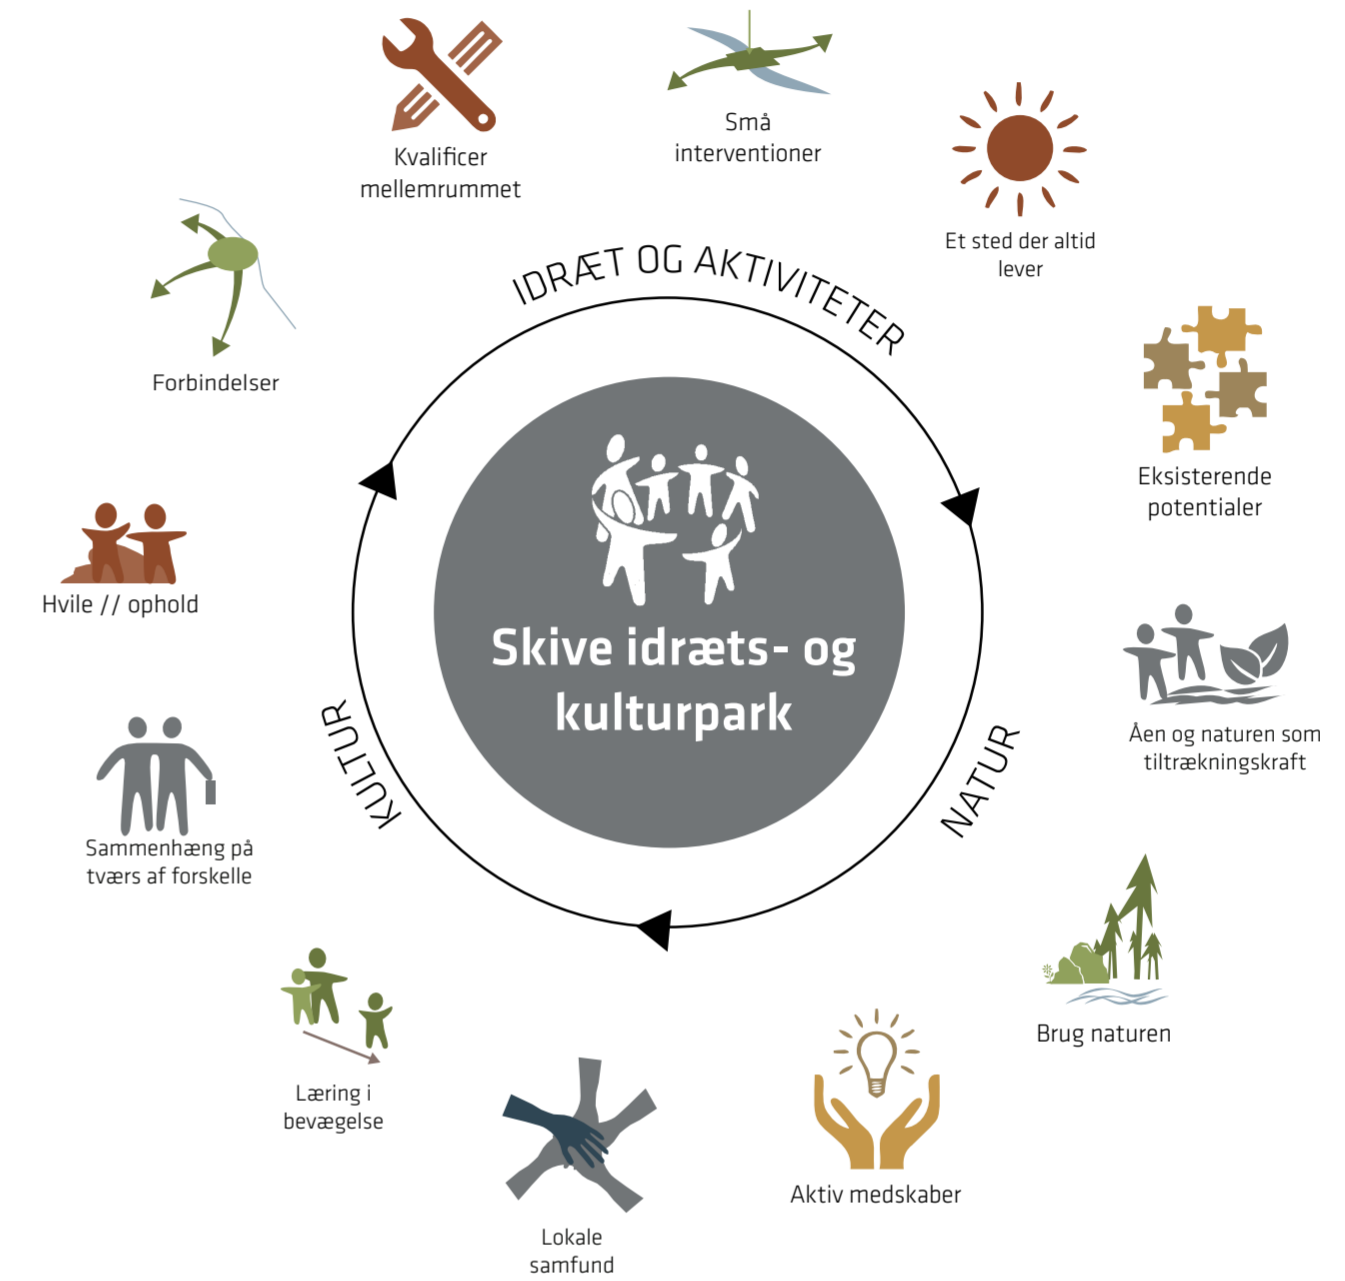 Kvalificer
mellemrummet
Små
interventioner
Et sted der altid
lever
Eksisterende
potentialer
Åen og naturen som
tiltrækningskraft
Brug naturen
Aktiv medskaber
Lokale
samfund
Læring i
bevægelse
Sammenhæng på
tværs af forskelle
Hvile // ophold
Forbindelser
IDRÆT OG AKTIVITETER
NATUR
KULTUR
Skive idræts- og
kulturpark